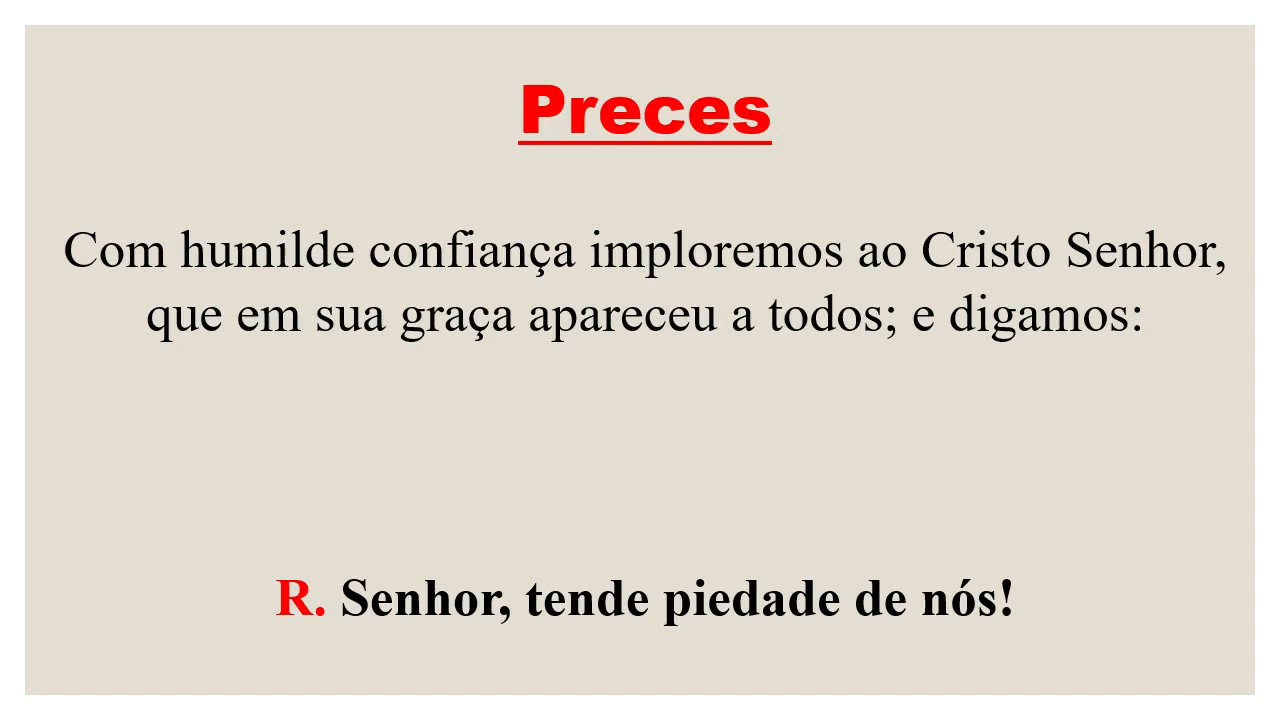 Preces
Com humilde confiança imploremos ao Cristo Senhor,
que em sua graça apareceu a todos; e digamos:
R. Senhor, tende piedade de nós!